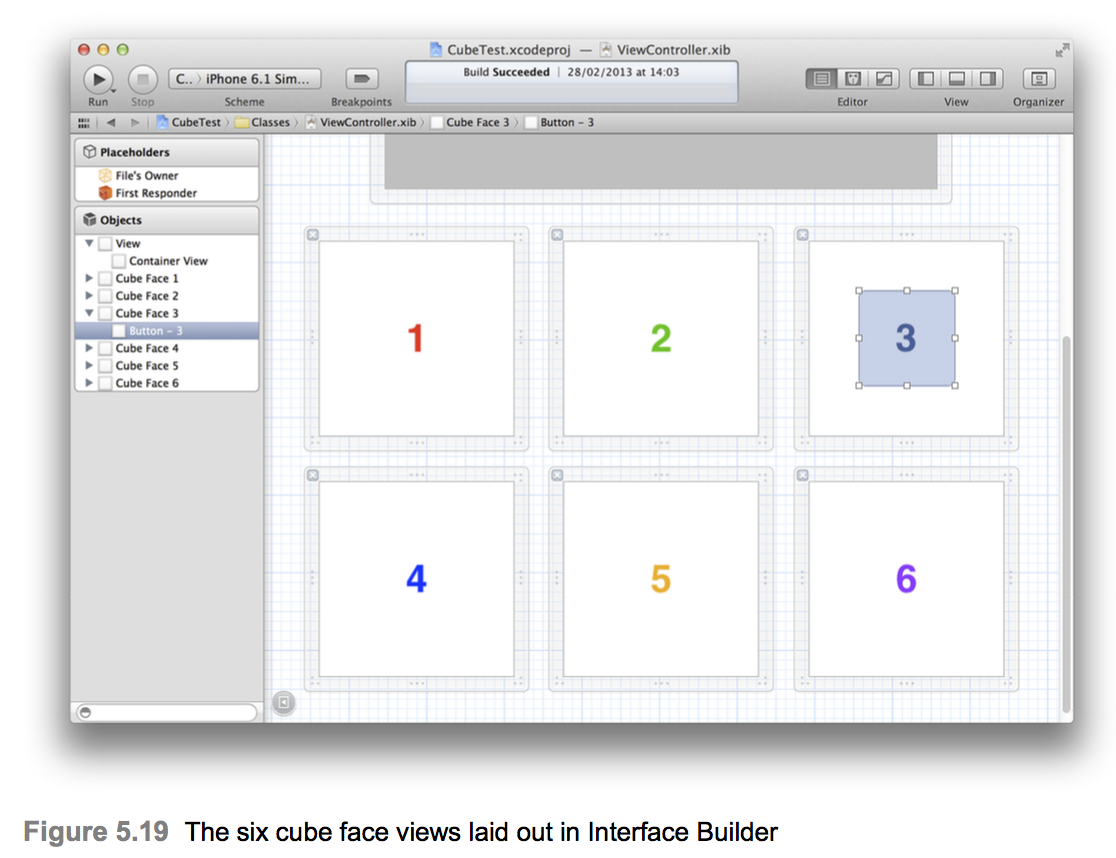 CubeTest.xcodeproj — ViewController.xib
C.. › iPhone 6.1 Sim...
Build Succeeded | 28/02/2013 at 14:03
Run Stop Scheme Breakpoints Editor View Organizer
CubeTest › Classes › ViewController.xib › Cube Face 3 › Button – 3
Placeholders
File's Owner
First Responder
Objects
View
Container View
Cube Face 1
Cube Face 2
Cube Face 3
Button – 3
Cube Face 4
Cube Face 5
Cube Face 6
1 2 3
4 5 6
Figure 5.19 The six cube face views laid out in Interface Builder